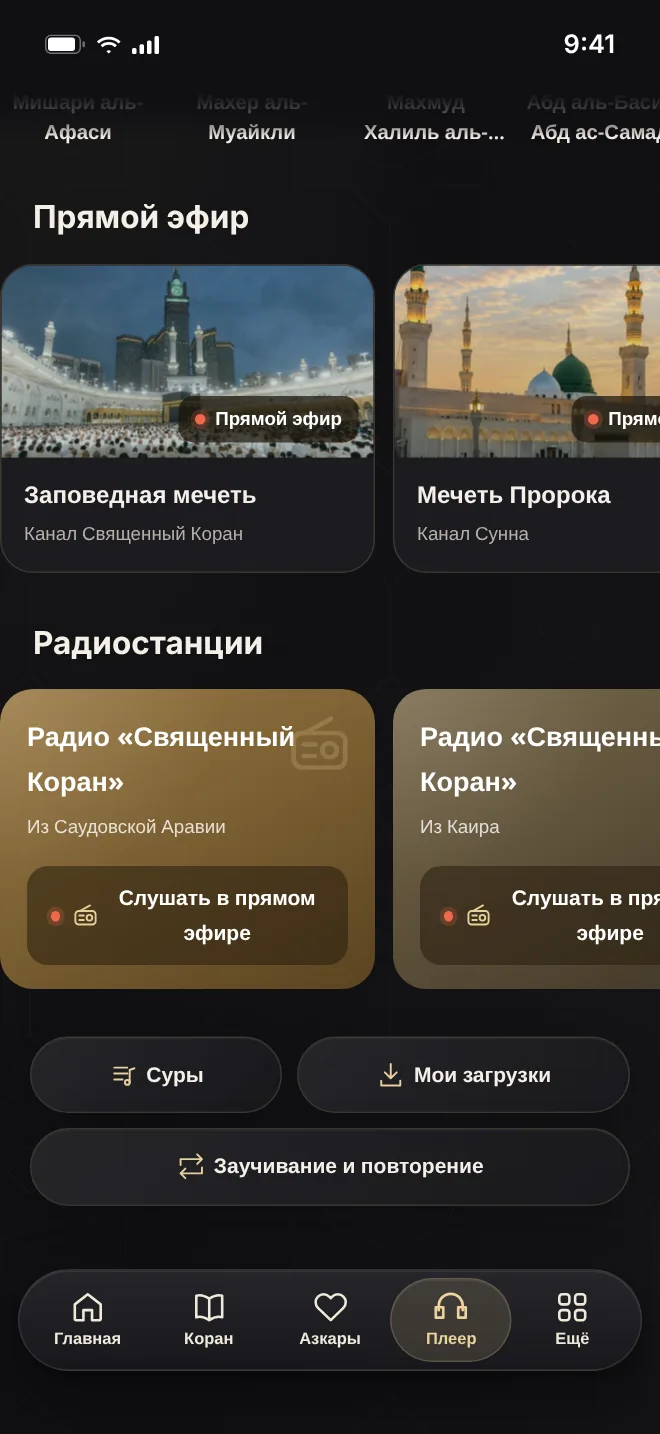 9:41
Мишари аль-
Афаси
Махер аль-
Муайкли
Махмуд
Халиль аль-...
Абд аль-Баси
Абд ас-Самад
Прямой эфир
Прямой эфир
Заповедная мечеть
Канал Священный Коран
Прямо
Мечеть Пророка
Канал Сунна
Радиостанции
Радио «Священный
Коран»
Из Саудовской Аравии
Слушать в прямом
эфире
Радио «Священнь
Коран»
Из Каира
Слушать в пря
эфире
Суры
Мои загрузки
Заучивание и повторение
Главная
Коран
Азкары
Плеер
Ещё